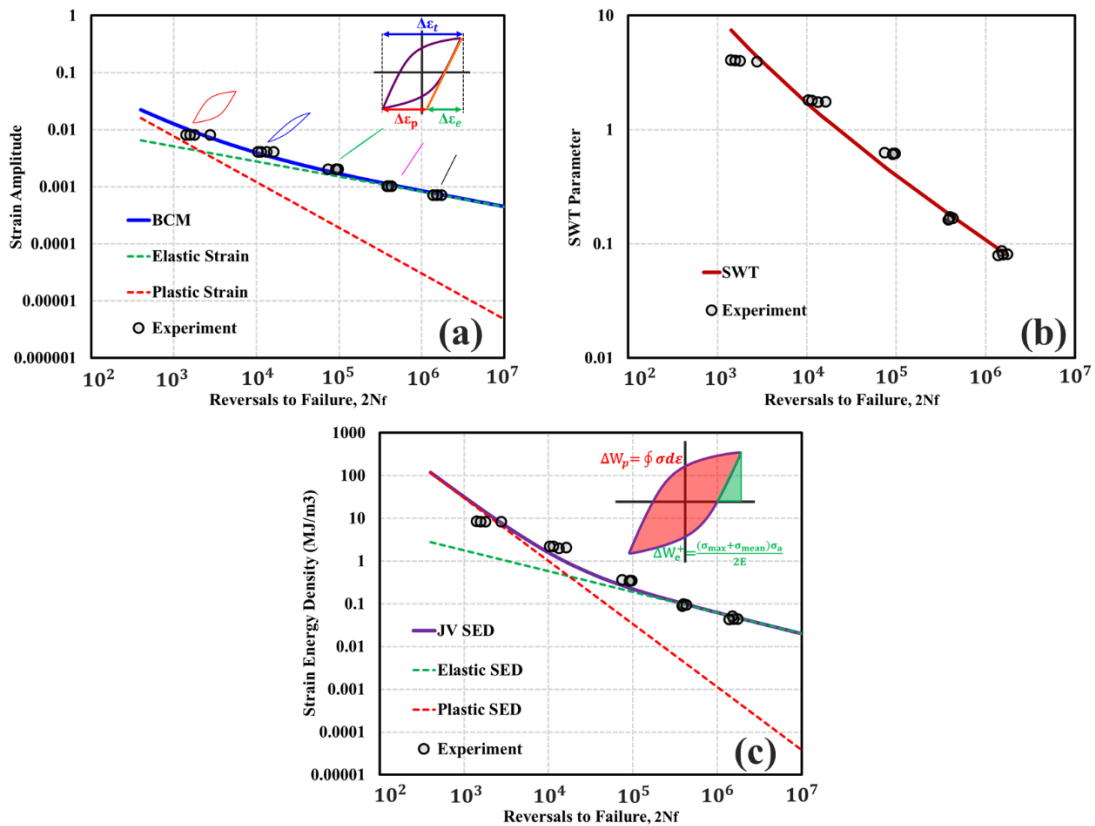 1
0.1
0.01
0.001
0.0001
0.00001
0.000001
Strain Amplitude
Δεt
Δεp
Δεe
BCM
Elastic Strain
Plastic Strain
Experiment
(a)
10² 10³ 10⁴ 10⁵ 10⁶ 10⁷
Reversals to Failure, 2Nf
10
1
0.1
0.01
SWT Parameter
SWT
Experiment
(b)
10² 10³ 10⁴ 10⁵ 10⁶ 10⁷
Reversals to Failure, 2Nf
1000
100
10
1
0.1
0.01
0.001
0.0001
0.00001
Strain Energy Density (MJ/m3)
ΔWp= ∮ σdε
ΔWe⁺=(σmax+σmean)σa/2E
JV SED
Elastic SED
Plastic SED
Experiment
(c)
10² 10³ 10⁴ 10⁵ 10⁶ 10⁷
Reversals to Failure, 2Nf